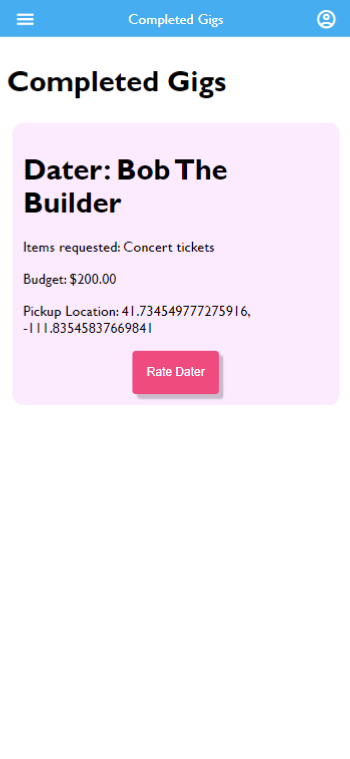 Completed Gigs
Completed Gigs
Dater: Bob The
Builder
Items requested: Concert tickets
Budget: $200.00
Pickup Location: 41.734549777275916,
-111.83545837669841
Rate Dater